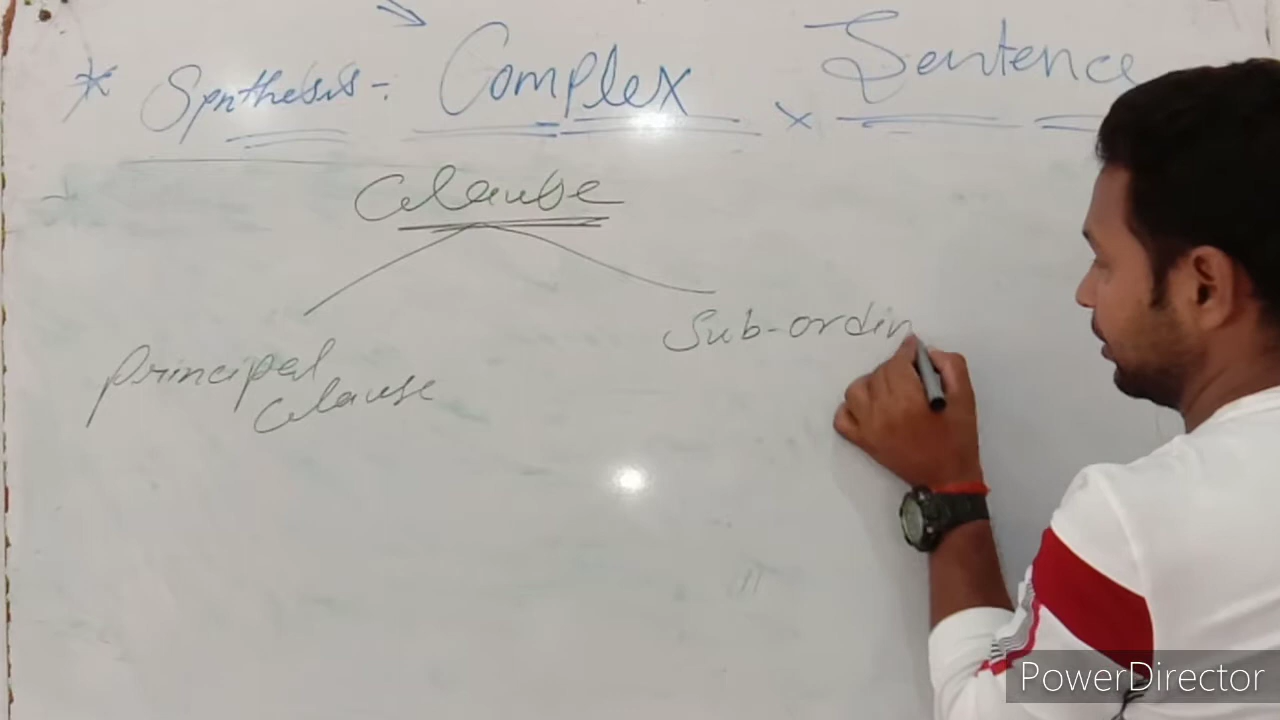 * Synthesis-: Complex x Sentence
Clause
Principal
Clause
Sub-ordin
PowerDirector